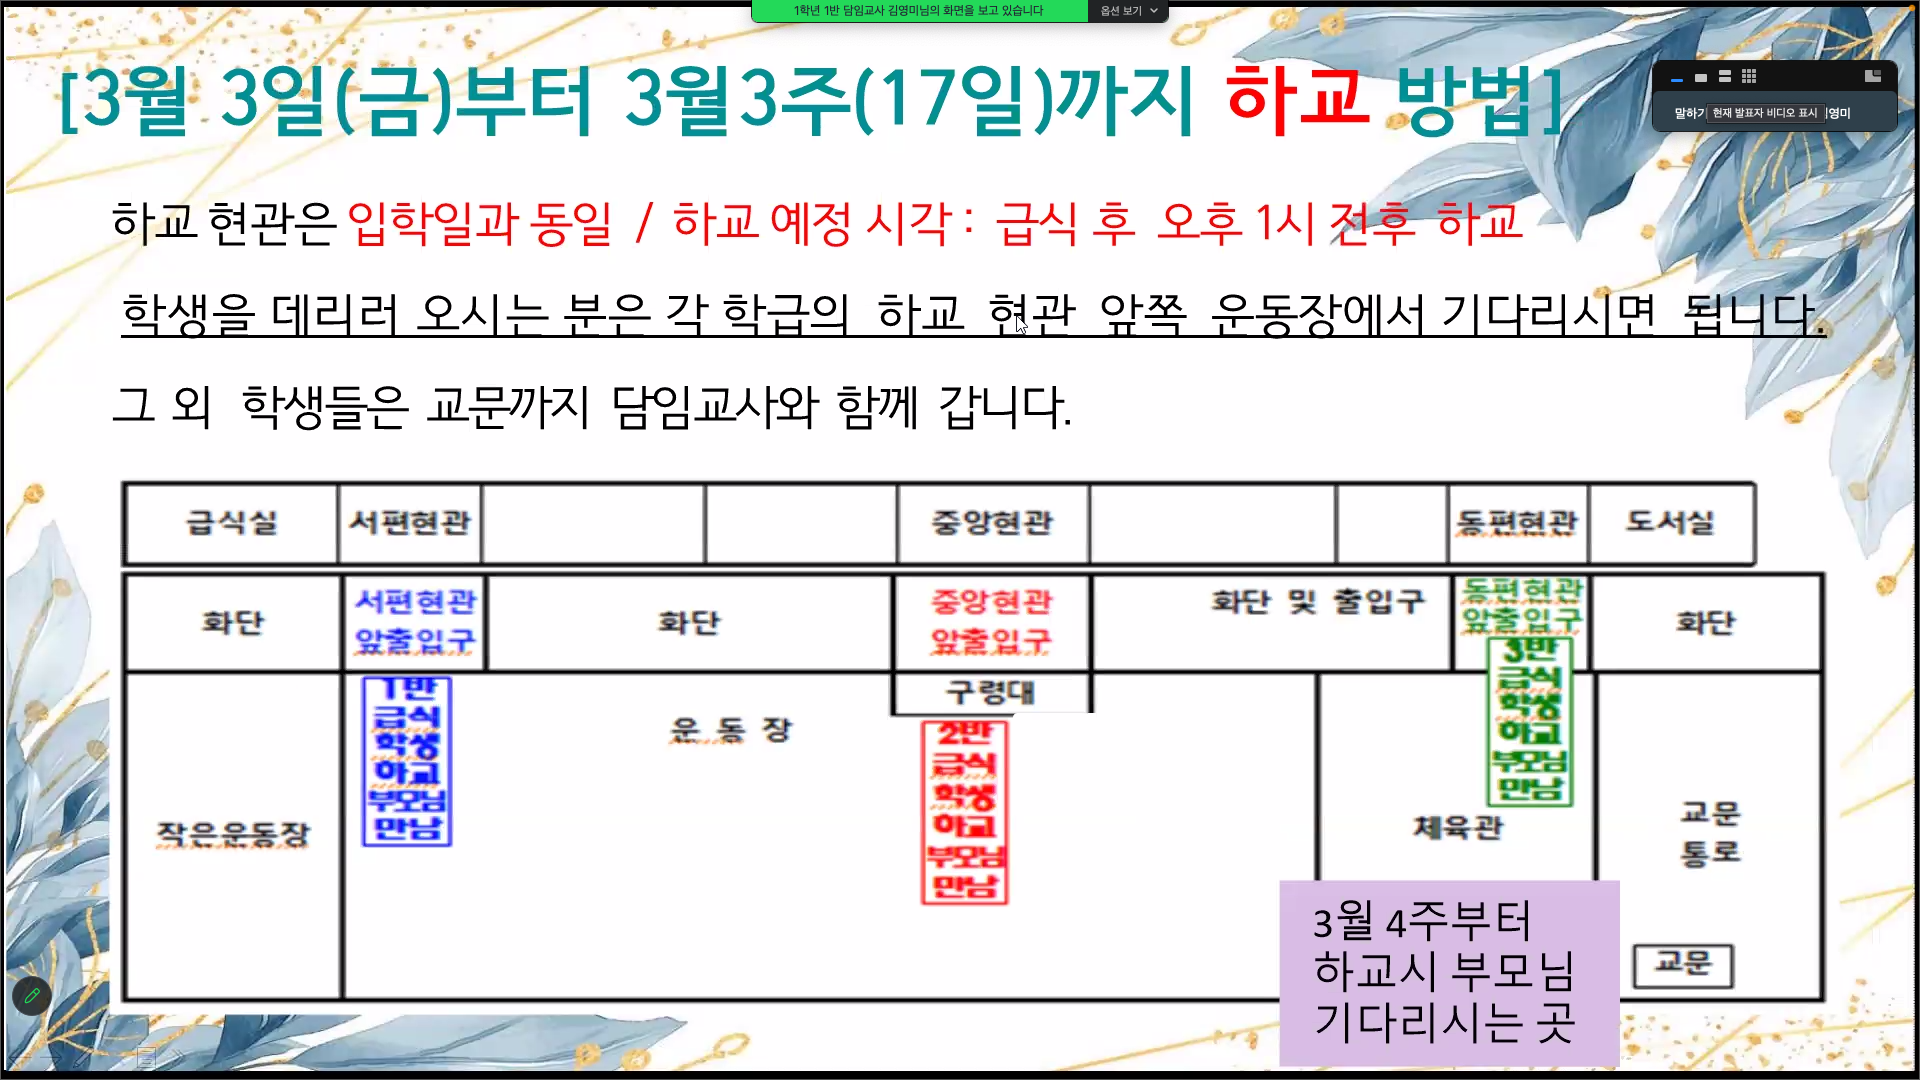 1학년 1반 담임교사 김영미님의 화면을 보고 있습니다 옵션 보기
[3월 3일(금)부터 3월3주(17일)까지 하교 방법]
현재 발표자 비디오 표시
하교 현관은 입학일과 동일 / 하교 예정 시각 : 급식 후 오후 1시 전후 하교
학생을 데리러 오시는 분은 각 학급의 하교 현관 앞쪽 운동장에서 기다리시면 됩니다.
그 외 학생들은 교문까지 담임교사와 함께 갑니다.
급식실 서편현관 중앙현관 동편현관 도서실
화단
서편현관
앞출입구
화단
중앙현관
앞출입구
화단 및 출입구
동편현관
앞출입구
화단
구령대
작은운동장
1반
급식
학생
하교
부모님
만남
운 동 장
2반
급식
학생
하교
부모님
만남
3반
급식
학생
하교
부모님
만남
체육관
교문
통로
교문
3월 4주부터
하교시 부모님
기다리시는 곳